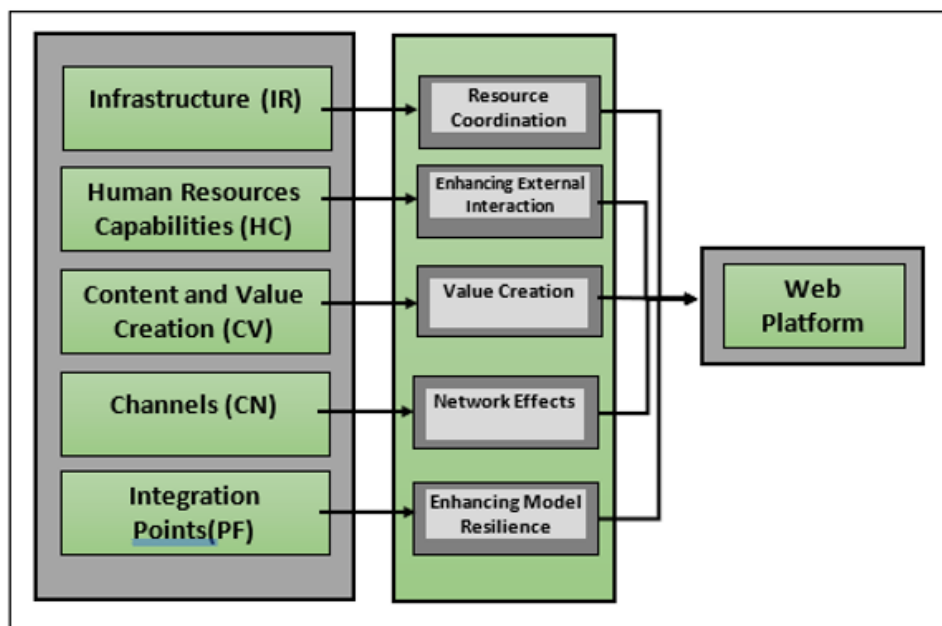 Infrastructure (IR)
Human Resources
Capabilities (HC)
Content and Value
Creation (CV)
Channels (CN)
Integration
Points(PF)
Resource
Coordination
Enhancing External
Interaction
Value Creation
Network Effects
Enhancing Model
Resilience
Web
Platform